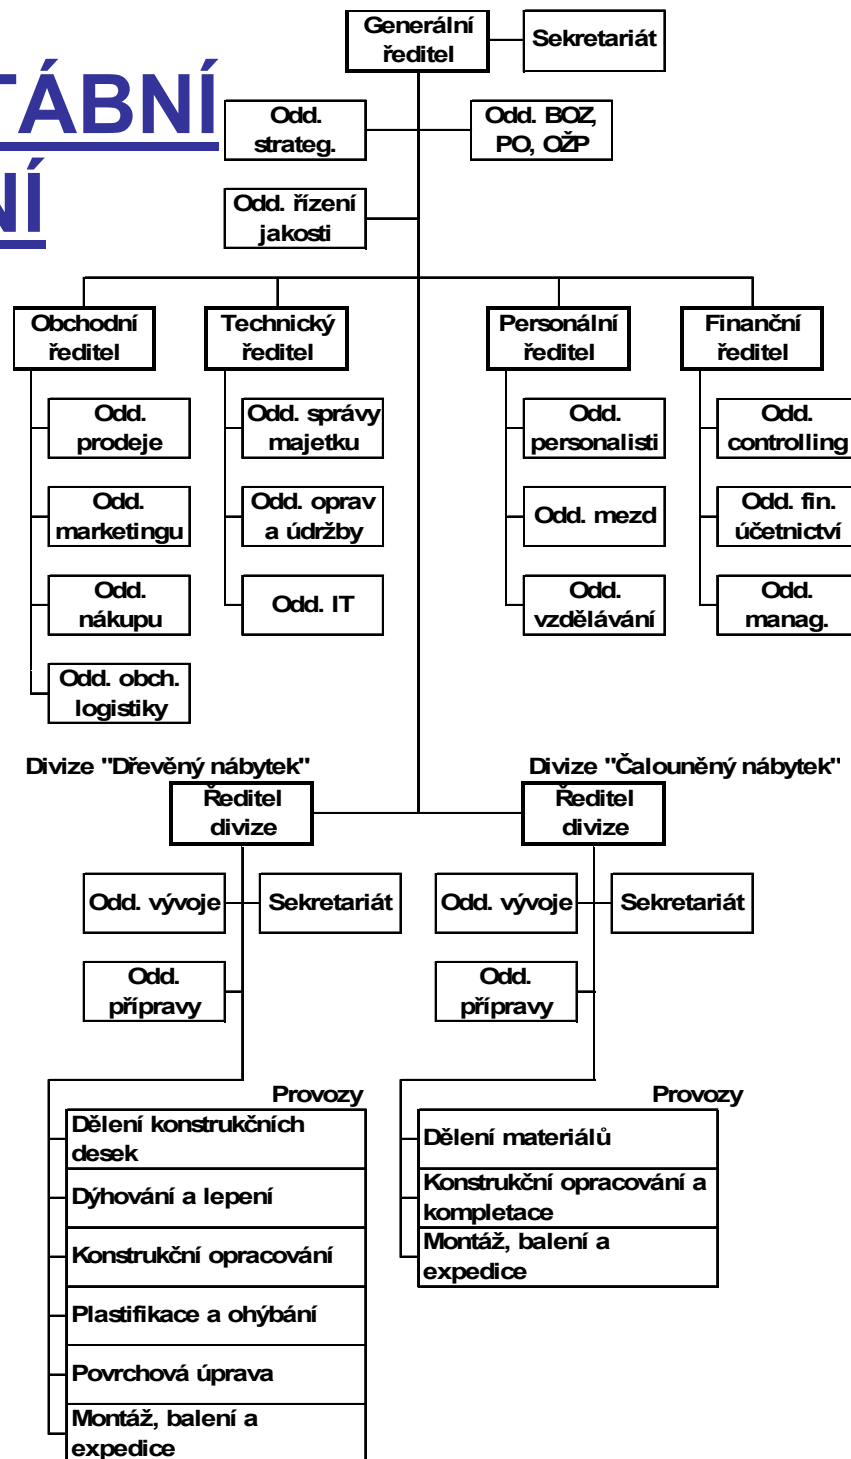 Generální
ředitel
Sekretariát
TÁBNÍ
NÍ
Odd.
strateg.
Odd. BOZ,
PO, OŽP
Odd. řízení
jakosti
Obchodní
ředitel
Technický
ředitel
Personální
ředitel
Finanční
ředitel
Odd.
prodeje
Odd. správy
majetku
Odd.
personalisti
Odd.
controlling
Odd.
marketingu
Odd. oprav
a údržby
Odd. mezd
Odd. fin.
účetnictví
Odd.
nákupu
Odd. IT
Odd.
vzdělávání
Odd.
manag.
Odd. obch.
logistiky
Divize "Dřevěný nábytek"
Divize "Čalouněný nábytek"
Ředitel
divize
Ředitel
divize
Odd. vývoje
Sekretariát
Odd. vývoje
Sekretariát
Odd.
přípravy
Odd.
přípravy
Provozy
Dělení konstrukčních
desek
Dýhování a lepení
Konstrukční opracování
Plastifikace a ohýbání
Povrchová úprava
Montáž, balení a
expedice
Provozy
Dělení materiálů
Konstrukční opracování a
kompletace
Montáž, balení a
expedice